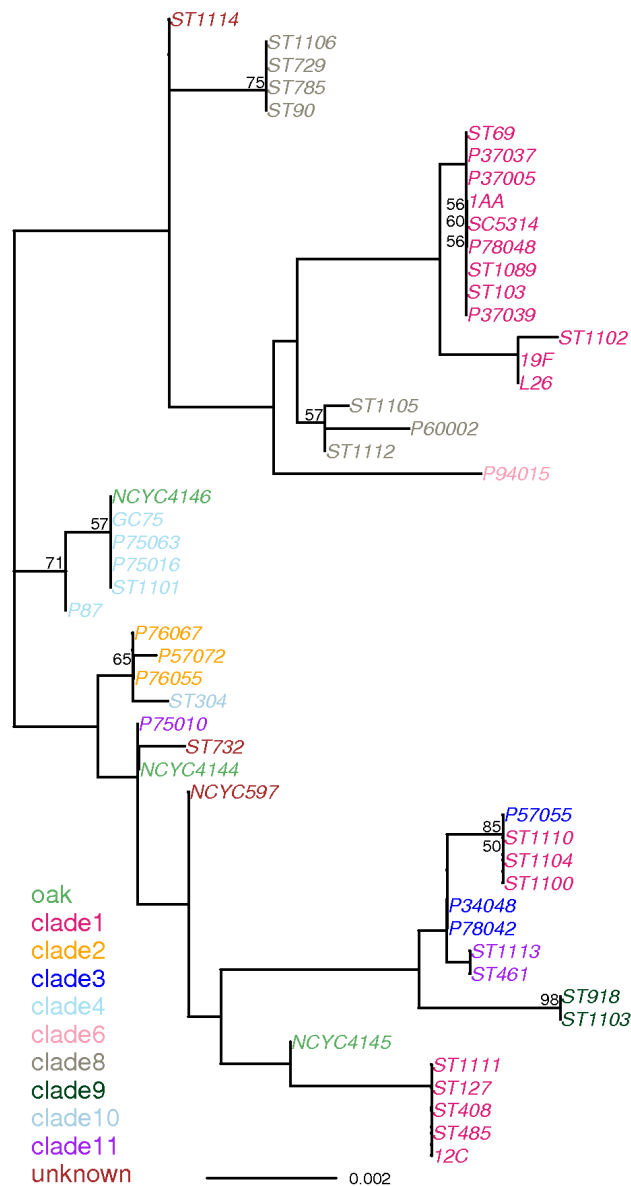 ST1114
ST1106
ST729
75 ST785
ST90
ST69
P37037
P37005
56 1AA
60 SC5314
56 P78048
ST1089
ST103
P37039
ST1102
19F
L26
ST1105
57 P60002
ST1112
P94015
NCYC4146
57 GC75
P75063
71 P75016
ST1101
P87
P76067
65 P57072
P76055
ST304
P75010
ST732
NCYC4144
NCYC597
P57055
85 ST1110
50 ST1104
ST1100
P34048
P78042
ST1113
ST461
98 ST918
ST1103
NCYC4145
ST1111
ST127
ST408
ST485
12C
oak
clade1
clade2
clade3
clade4
clade6
clade8
clade9
clade10
clade11
unknown
0.002